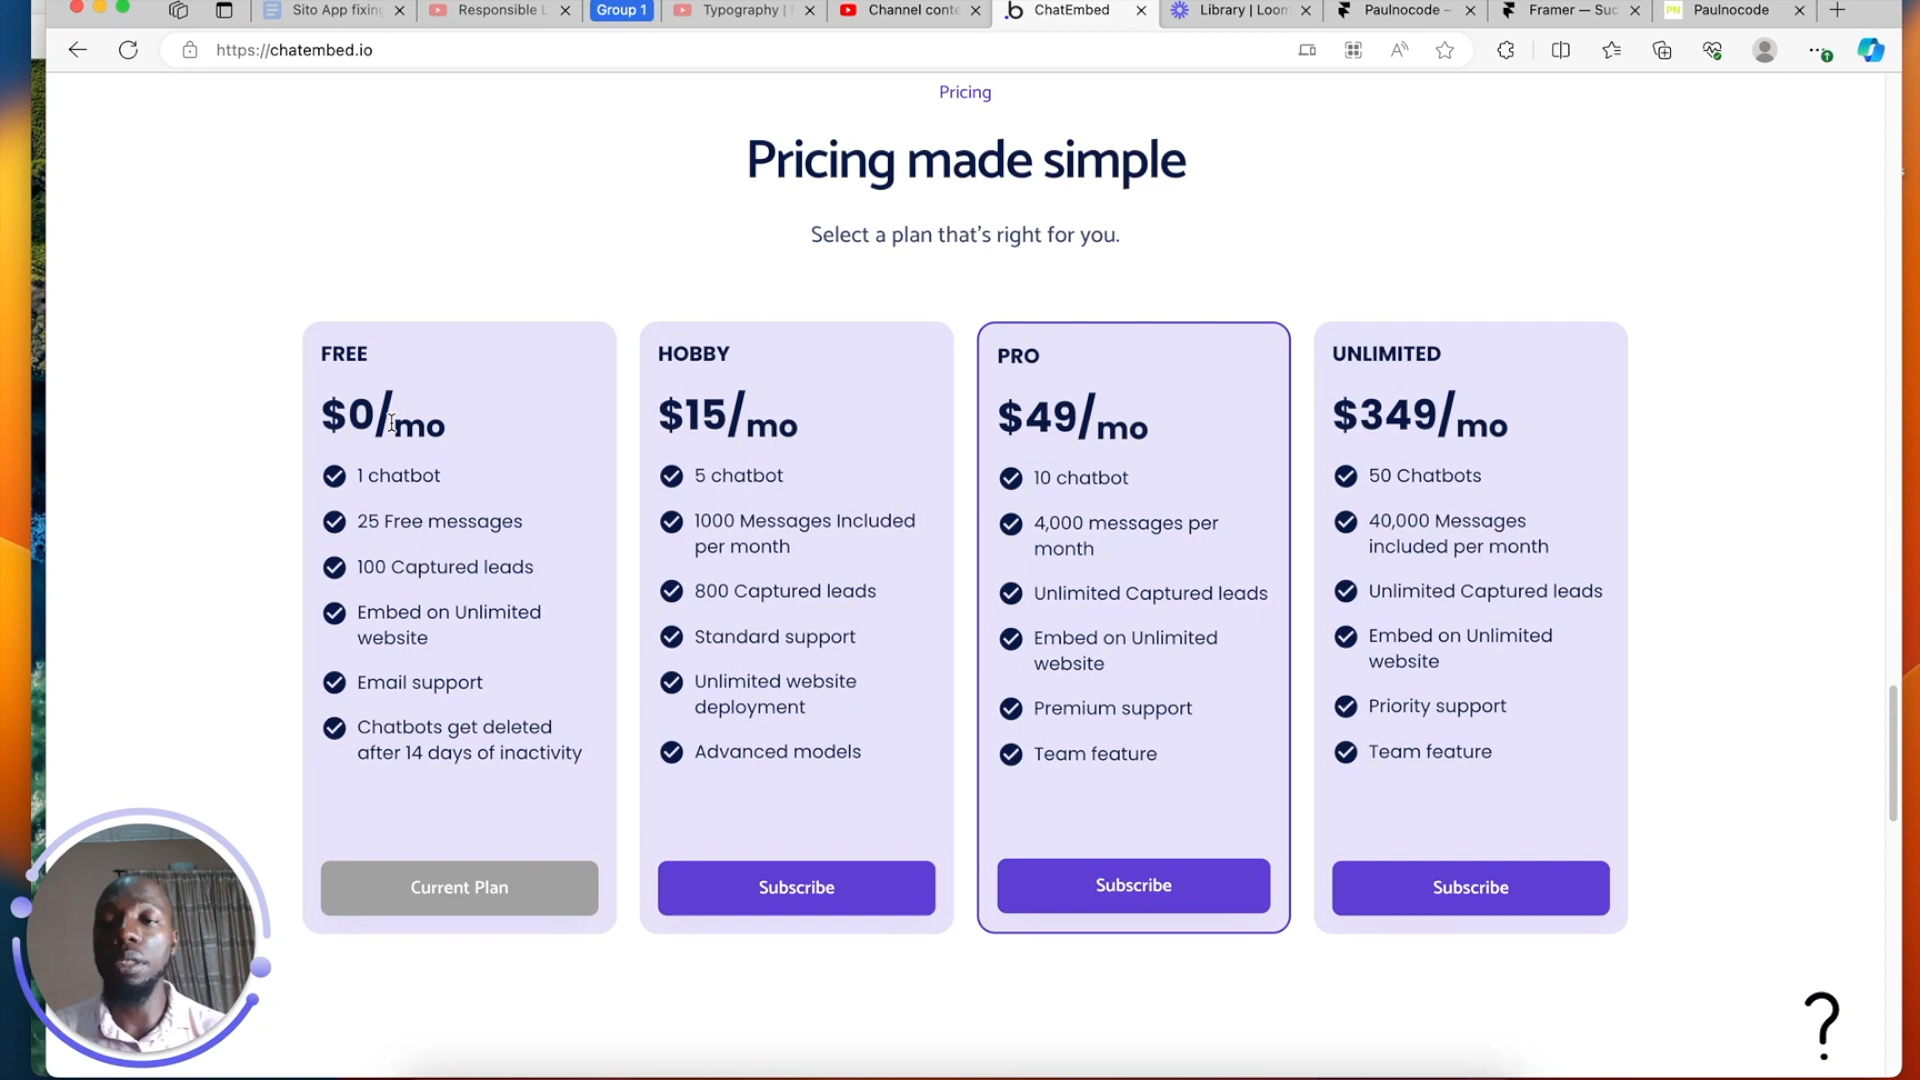 Sito App fixing
Responsible L
Group 1
Typography |
Channel conte
ChatEmbed
Library | Loom
Paulnocode –
Framer — Suc
PN
Paulnocode
https://chatembed.io
Pricing
Pricing made simple
Select a plan that's right for you.
FREE
$0/mo
1 chatbot
25 Free messages
100 Captured leads
Embed on Unlimited
website
Email support
Chatbots get deleted
after 14 days of inactivity
Current Plan
HOBBY
$15/mo
5 chatbot
1000 Messages Included
per month
800 Captured leads
Standard support
Unlimited website
deployment
Advanced models
Subscribe
PRO
$49/mo
10 chatbot
4,000 messages per
month
Unlimited Captured leads
Embed on Unlimited
website
Premium support
Team feature
Subscribe
UNLIMITED
$349/mo
50 Chatbots
40,000 Messages
included per month
Unlimited Captured leads
Embed on Unlimited
website
Priority support
Team feature
Subscribe
?